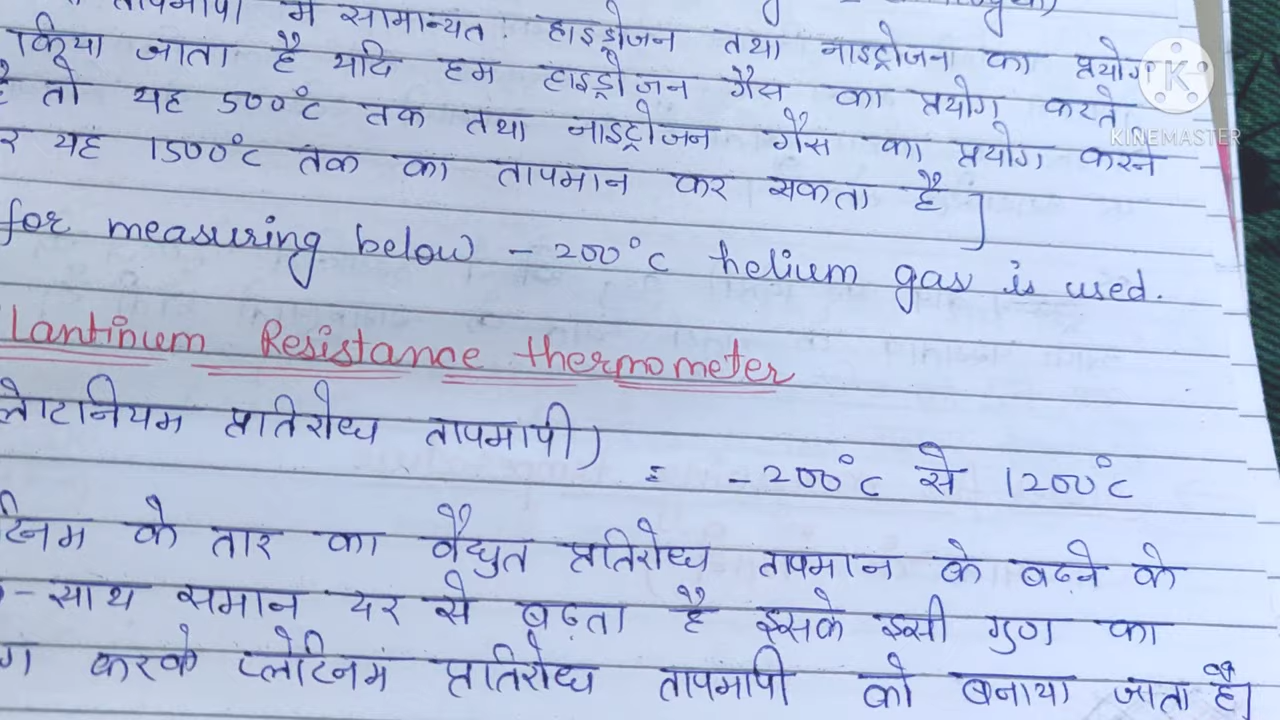 तापमापी में सामान्यत: हाइड्रोजन तथा नाइट्रोजना का प्रयोग
किया जाता है यदि हम हाइड्रोजन गैस का प्रयोग करते
तो यह 500°c तक तथा नाइट्रोजन गैस का प्रयोग करने
यह 1500°c तक का तापमान कर सकता है]
for measuring below - 200°c helium gas is used.
lantinum Resistance thermometer
लेटिनियम प्रतिरोध तापमापी)
= - 200°c से 1200°c
टिनम के तार का वैद्युत प्रतिरोध तापमान के बढ़ने के
- साथ समान दर से बढ़ता है इसके इसी गुण का
ग करके प्लेटिनम प्रतिरोध तापमापी को बनाया जाता है]
K
KINEMASTER